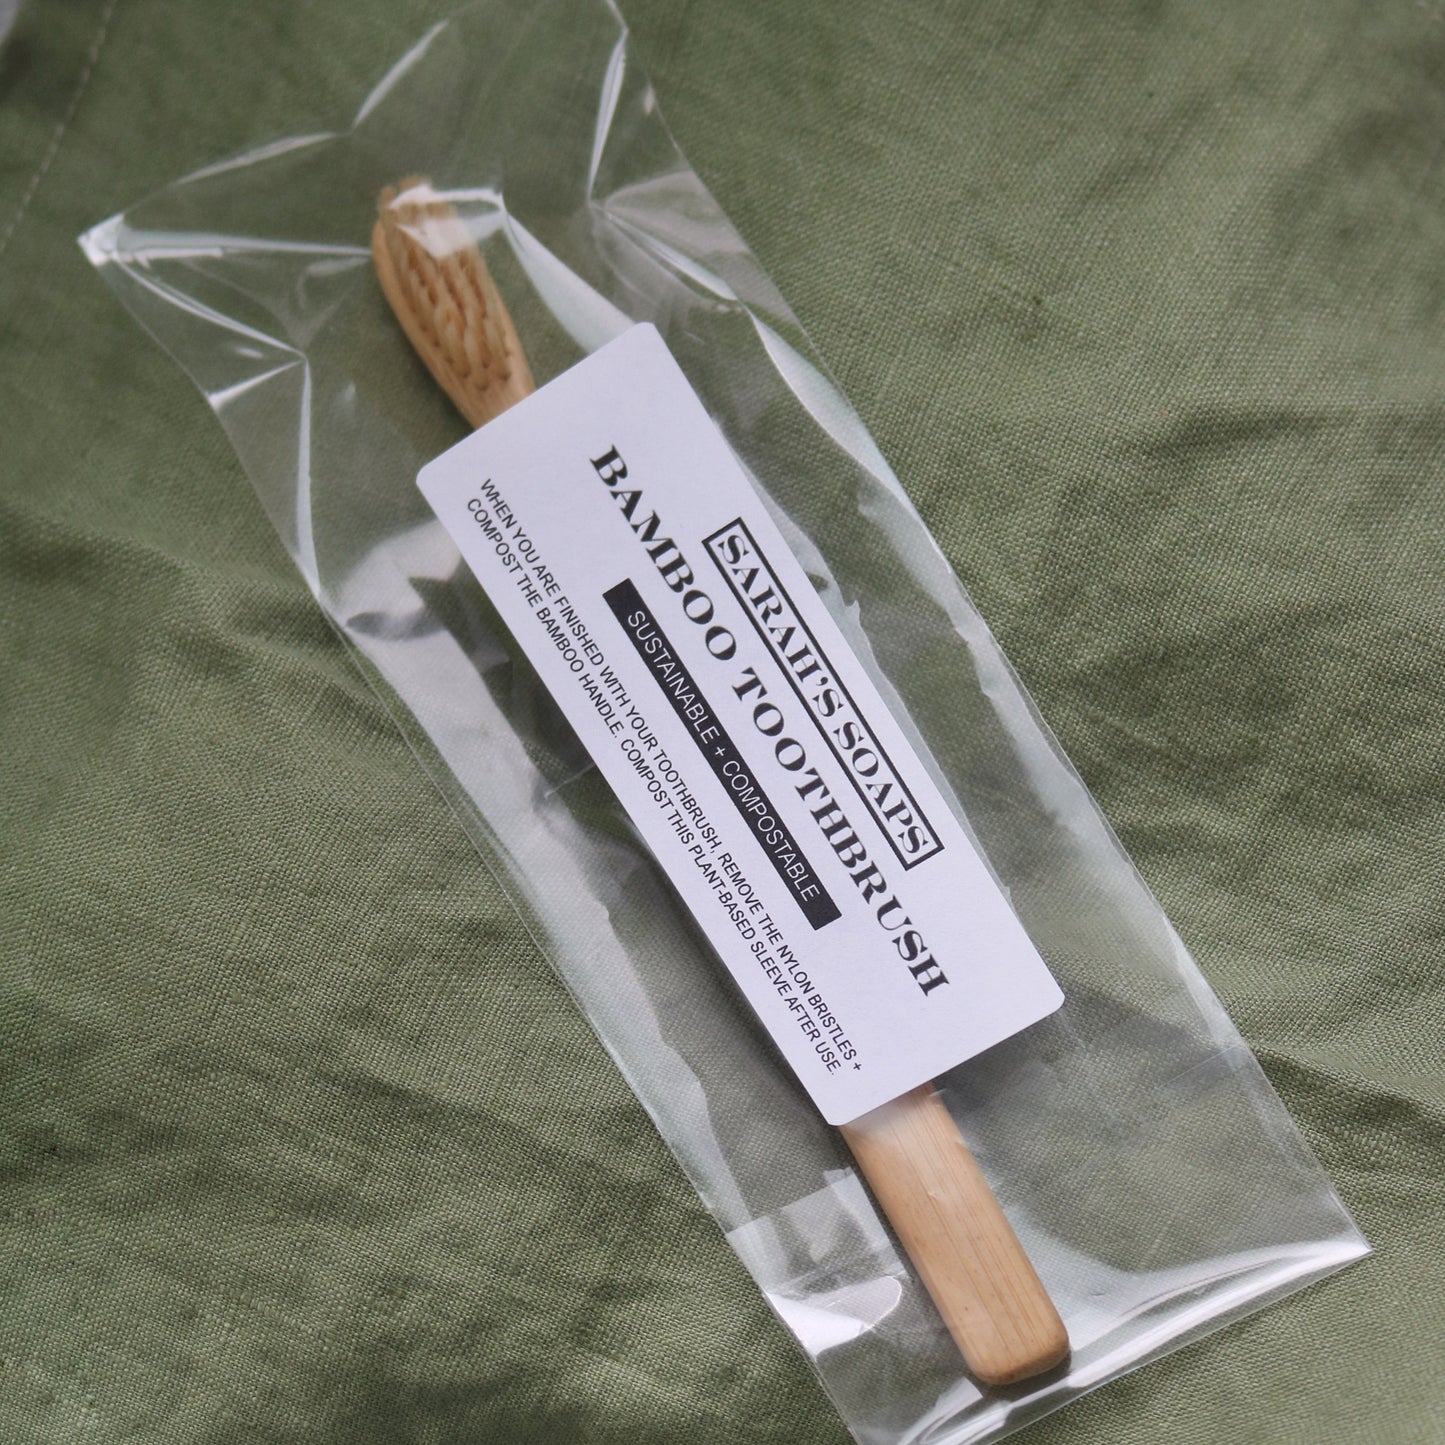 SARAH'S SOAPS
BAMBOO TOOTHBRUSH
SUSTAINABLE + COMPOSTABLE
WHEN YOU ARE FINISHED WITH YOUR TOOTHBRUSH, REMOVE THE NYLON BRISTLES +
COMPOST THE BAMBOO HANDLE. COMPOST THIS PLANT-BASED SLEEVE AFTER USE.